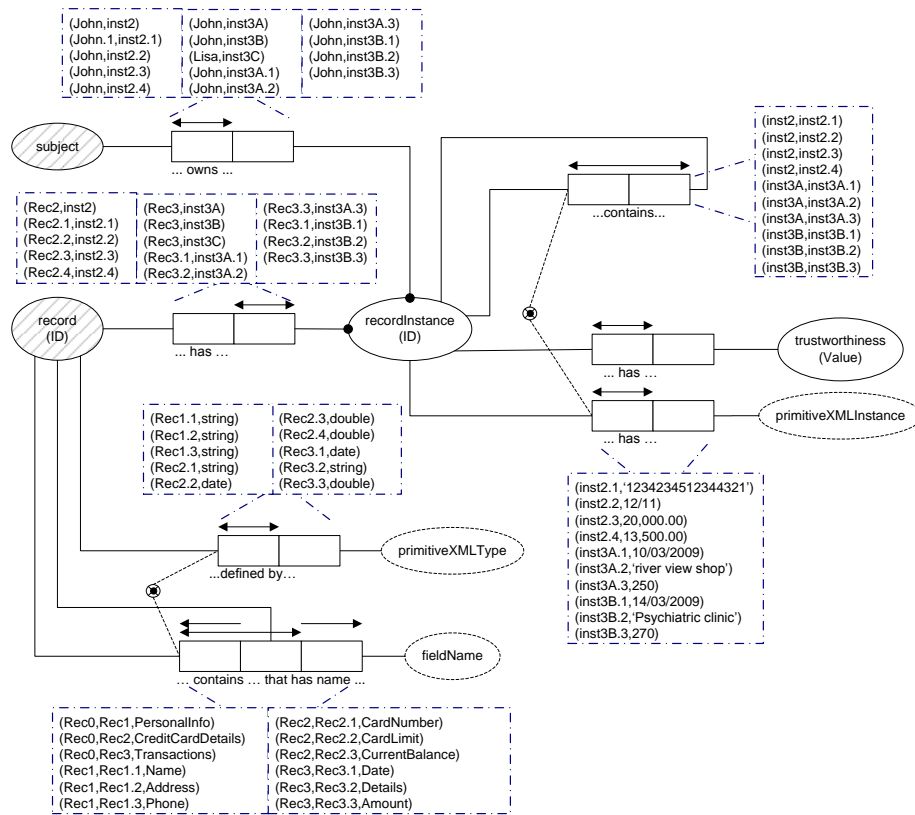 (John,inst2)
(John.1,inst2.1)
(John,inst2.2)
(John,inst2.3)
(John,inst2.4)
(John,inst3A)
(John,inst3B)
(Lisa,inst3C)
(John,inst3A.1)
(John,inst3A.2)
(John,inst3A.3)
(John,inst3B.1)
(John,inst3B.2)
(John,inst3B.3)
subject
... owns ...
(inst2,inst2.1)
(inst2,inst2.2)
(inst2,inst2.3)
(inst2,inst2.4)
(inst3A,inst3A.1)
(inst3A,inst3A.2)
(inst3A,inst3A.3)
(inst3B,inst3B.1)
(inst3B,inst3B.2)
(inst3B,inst3B.3)
...contains...
(Rec2,inst2)
(Rec2.1,inst2.1)
(Rec2.2,inst2.2)
(Rec2.3,inst2.3)
(Rec2.4,inst2.4)
(Rec3,inst3A)
(Rec3,inst3B)
(Rec3,inst3C)
(Rec3.1,inst3A.1)
(Rec3.2,inst3A.2)
(Rec3.3,inst3A.3)
(Rec3.1,inst3B.1)
(Rec3.2,inst3B.2)
(Rec3.3,inst3B.3)
record
(ID)
... has ...
recordInstance
(ID)
... has ...
trustworthiness
(Value)
... has ...
primitiveXMLInstance
(Rec1.1,string)
(Rec1.2,string)
(Rec1.3,string)
(Rec2.1,string)
(Rec2.2,date)
(Rec2.3,double)
(Rec2.4,double)
(Rec3.1,date)
(Rec3.2,string)
(Rec3.3,double)
(inst2.1,'1234234512344321')
(inst2.2,12/11)
(inst2.3,20,000.00)
(inst2.4,13,500.00)
(inst3A.1,10/03/2009)
(inst3A.2,'river view shop')
(inst3A.3,250)
(inst3B.1,14/03/2009)
(inst3B.2,'Psychiatric clinic')
(inst3B.3,270)
...defined by...
primitiveXMLType
... contains ... that has name ...
fieldName
(Rec0,Rec1,PersonalInfo)
(Rec0,Rec2,CreditCardDetails)
(Rec0,Rec3,Transactions)
(Rec1,Rec1.1,Name)
(Rec1,Rec1.2,Address)
(Rec1,Rec1.3,Phone)
(Rec2,Rec2.1,CardNumber)
(Rec2,Rec2.2,CardLimit)
(Rec2,Rec2.3,CurrentBalance)
(Rec3,Rec3.1,Date)
(Rec3,Rec3.2,Details)
(Rec3,Rec3.3,Amount)